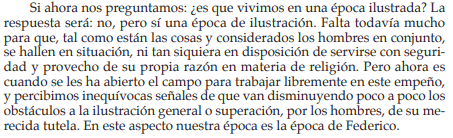 Si ahora nos preguntamos: ¿es que vivimos en una época ilustrada? La
respuesta será: no, pero sí una época de ilustración. Falta todavía mucho
para que, tal como están las cosas y considerados los hombres en conjunto,
se hallen en situación, ni tan siquiera en disposición de servirse con seguri-
dad y provecho de su propia razón en materia de religión. Pero ahora es
cuando se les ha abierto el campo para trabajar libremente en este empeño,
y percibimos inequívocas señales de que van disminuyendo poco a poco los
obstáculos a la ilustración general o superación, por los hombres, de su me-
recida tutela. En este aspecto nuestra época es la época de Federico.